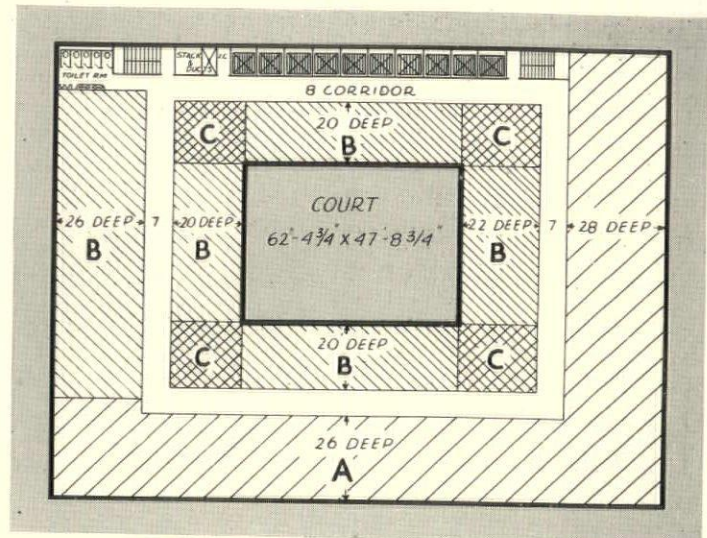 STACK & DUCTS
E.C.
TOILET RM
8 CORRIDOR
C
20 DEEP
B
C
COURT
62'-4 3/4" X 47'-8 3/4"
26 DEEP
B
7
20 DEEP
B
22 DEEP
B
7
28 DEEP
C
20 DEEP
B
C
26 DEEP
A